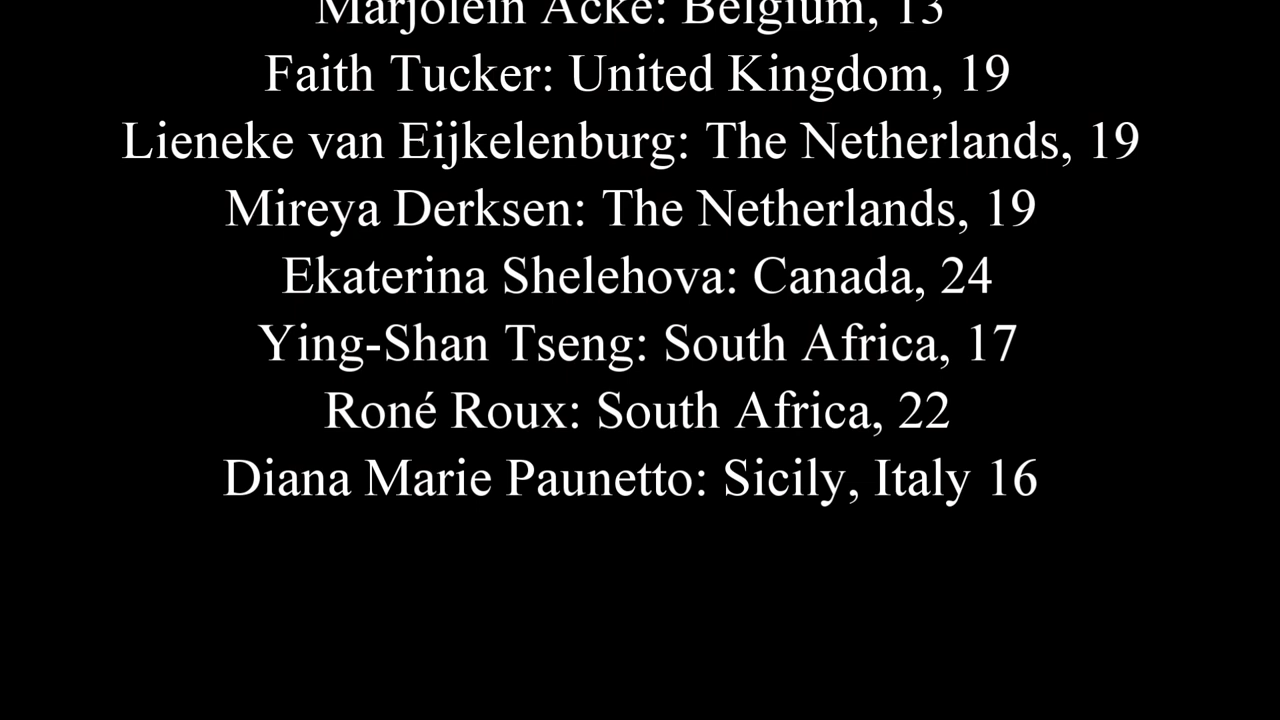 Marjolein Acke: Belgium, 13
Faith Tucker: United Kingdom, 19
Lieneke van Eijkelenburg: The Netherlands, 19
Mireya Derksen: The Netherlands, 19
Ekaterina Shelehova: Canada, 24
Ying-Shan Tseng: South Africa, 17
Roné Roux: South Africa, 22
Diana Marie Paunetto: Sicily, Italy 16